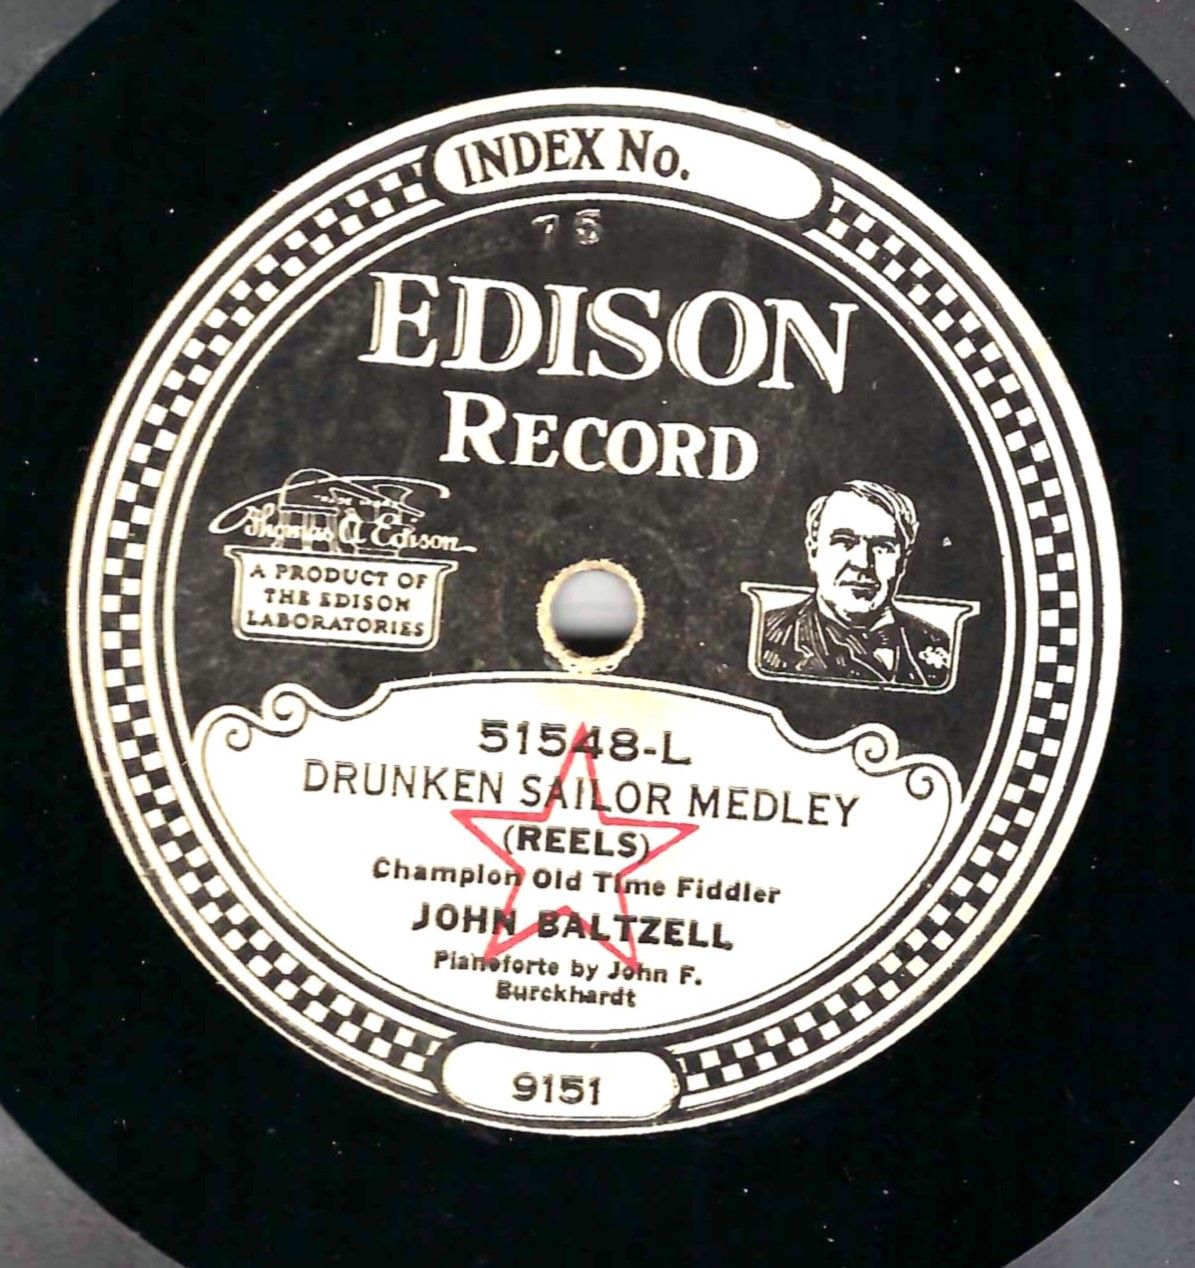 INDEX No.
75
EDISON
RECORD
Thomas A Edison
A PRODUCT OF
THE EDISON
LABORATORIES
51548-L
DRUNKEN SAILOR MEDLEY
(REELS)
Champion Old Time Fiddler
JOHN BALTZELL
Pianoforte by John F.
Burckhardt
9151